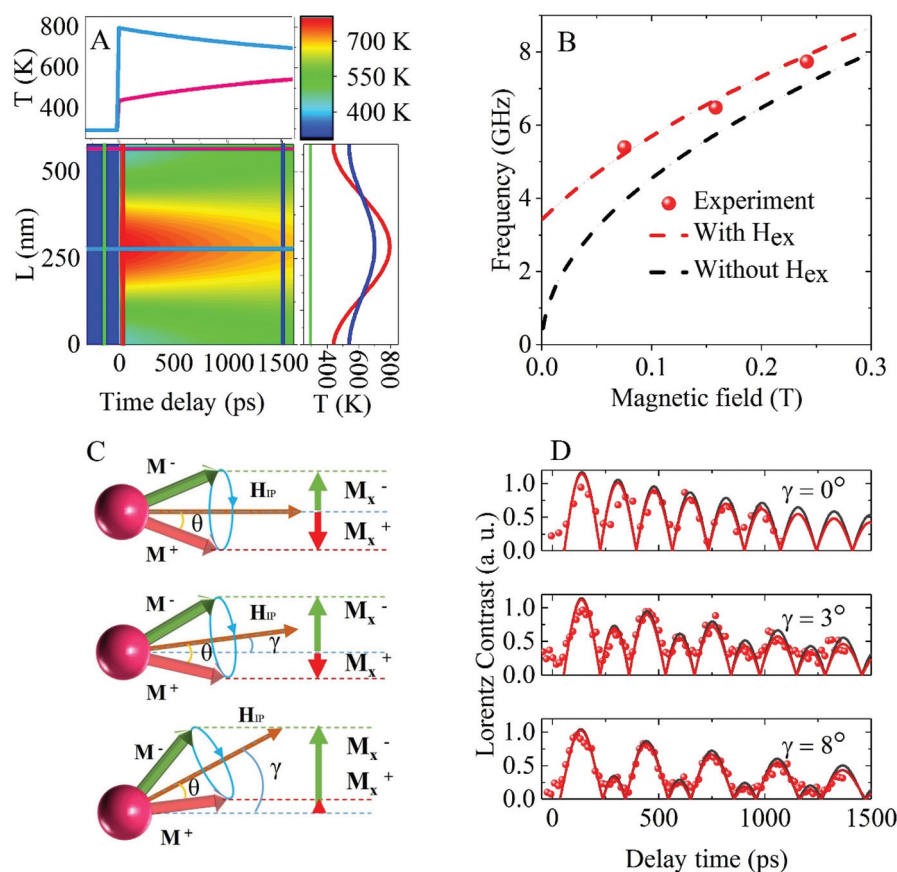 A
T (K)
800
600
400
700 K
550 K
400 K
L (nm)
500
250
0
0
500
1000
1500
Time delay (ps)
400
600
800
T (K)
B
Frequency (GHz)
8
6
4
2
0
0.0
0.1
0.2
0.3
Magnetic field (T)
Experiment
With Hex
Without Hex
C
M-
HIP
θ
M+
Mx-
Mx+
M-
HIP
θ
γ
M+
Mx-
Mx+
M-
HIP
θ
γ
M+
Mx-
Mx+
D
Lorentz Contrast (a. u.)
1.0
0.5
0.0
γ = 0°
1.0
0.5
0.0
γ = 3°
1.0
0.5
0.0
γ = 8°
0
500
1000
1500
Delay time (ps)